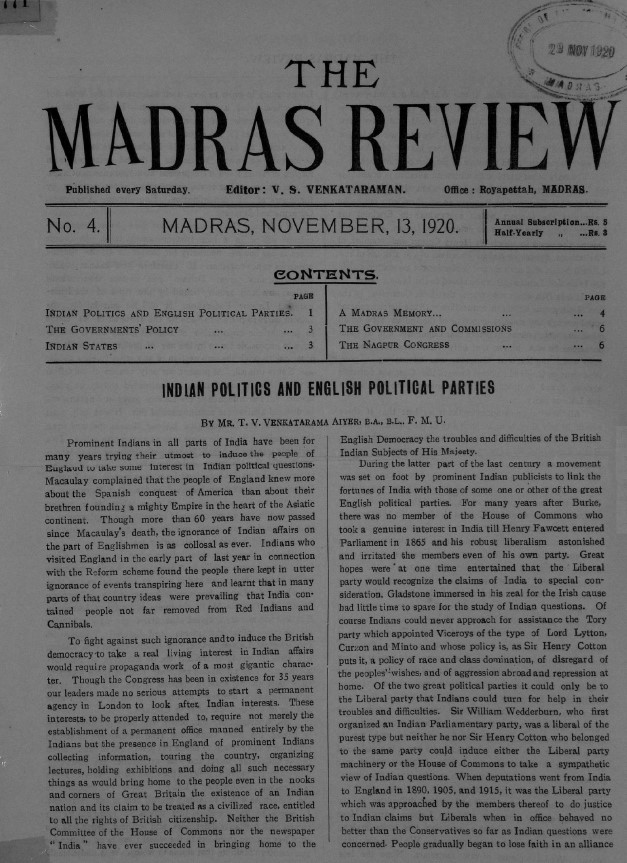 29 NOV 1920
MADRAS
THE
MADRAS REVIEW
Published every Saturday. Editor: V. S. VENKATARAMAN. Office: Royapettah, MADRAS.
No. 4. MADRAS, NOVEMBER, 13, 1920. Annual Subscription...Rs. 5
Half-Yearly „ ...Rs. 3
CONTENTS.
PAGE
INDIAN POLITICS AND ENGLISH POLITICAL PARTIES. 1
THE GOVERNMENTS' POLICY ... ... 3
INDIAN STATES ... ... ... 3
PAGE
A MADRAS MEMORY... ... ... 4
THE GOVERNMENT AND COMMISSIONS ... 6
THE NAGPUR CONGRESS ... ... 6
INDIAN POLITICS AND ENGLISH POLITICAL PARTIES
BY MR. T. V. VENKATARAMA AIYER, B.A., B.L., F. M. U.
Prominent Indians in all parts of India have been for
many years trying their utmost to induce the people of
England to take some interest in Indian political questions.
Macaulay complained that the people of England knew more
about the Spanish conquest of America than about their
brethren founding a mighty Empire in the heart of the Asiatic
continent. Though more than 60 years have now passed
since Macaulay's death, the ignorance of Indian affairs on
the part of Englishmen is as collosal as ever. Indians who
visited England in the early part of last year in connection
with the Reform scheme found the people there kept in utter
ignorance of events transpiring here and learnt that in many
parts of that country ideas were prevailing that India con-
tained people not far removed from Red Indians and
Cannibals.
To fight against such ignorance and to induce the British
democracy to take a real living interest in Indian affairs
would require propaganda work of a most gigantic charac-
ter. Though the Congress has been in existence for 35 years
our leaders made no serious attempts to start a permanent
agency in London to look after Indian interests. These
interests to be properly attended to, require not merely the
establishment of a permanent office manned entirely by the
Indians but the presence in England of prominent Indians
collecting information, touring the country, organizing
lectures, holding exhibitions and doing all such necessary
things as would bring home to the people even in the nooks
and corners of Great Britain the existence of an Indian
nation and its claim to be treated as a civilized race, entitled
to all the rights of British citizenship. Neither the British
Committee of the House of Commons nor the newspaper
" India " have ever succeeded in bringing home to the
English Democracy the troubles and difficulties of the British
Indian Subjects of His Majesty.
During the latter part of the last century a movement
was set on foot by prominent Indian publicists to link the
fortunes of India with those of some one or other of the great
English political parties. For many years after Burke,
there was no member of the House of Commons who
took a genuine interest in India till Henry Fawcett entered
Parliament in 1865 and his robust liberalism astonished
and irritated the members even of his own party. Great
hopes were at one time entertained that the Liberal
party would recognize the claims of India to special con-
sideration. Gladstone immersed in his zeal for the Irish cause
had little time to spare for the study of Indian questions. Of
course Indians could never approach for assistance the Tory
party which appointed Viceroys of the type of Lord Lytton,
Curzon and Minto and whose policy is, as Sir Henry Cotton
puts it, a policy of race and class domination, of disregard of
the peoples' wishes and of aggression abroad and repression at
home. Of the two great political parties it could only be to
the Liberal party that Indians could turn for help in their
troubles and difficulties. Sir William Wedderburn, who first
organized an Indian Parliamentary party, was a liberal of the
purest type but neither he nor Sir Henry Cotton who belonged
to the same party could induce either the Liberal party
machinery or the House of Commons to take a sympathetic
view of Indian questions. When deputations went from India
to England in 1890, 1905, and 1915, it was the Liberal party
which was approached by the members thereof to do justice
to Indian claims but Liberals when in office behaved no
better than the Conservatives so far as Indian questions were
concerned. People gradually began to lose faith in an alliance